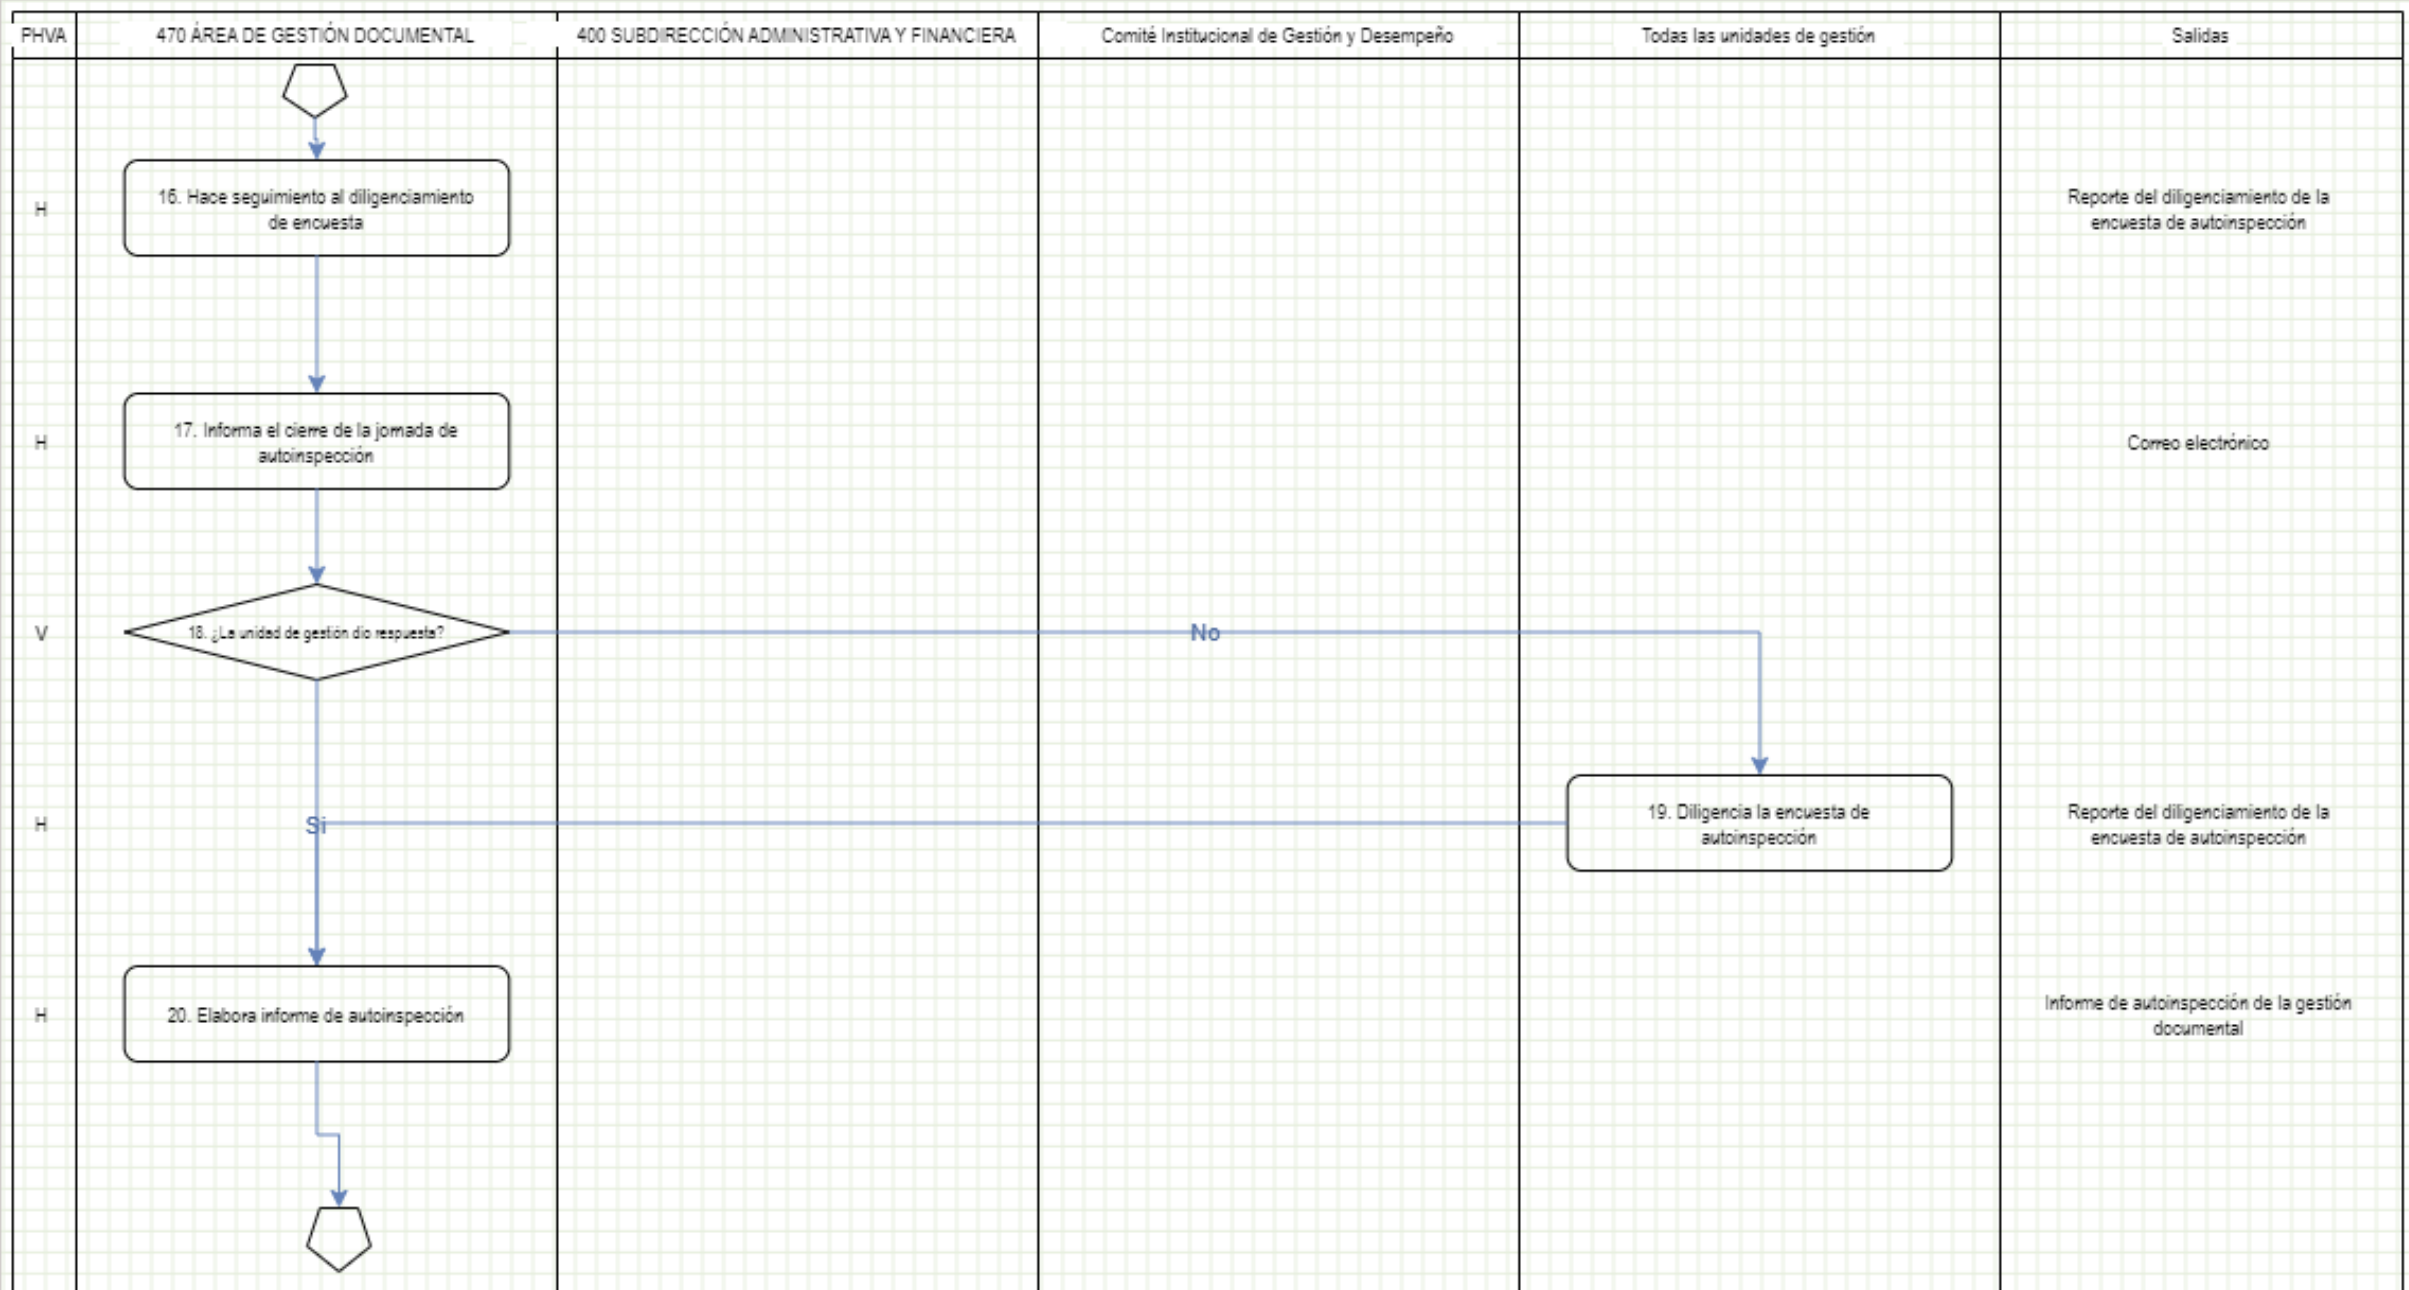 PHVA
470 ÁREA DE GESTIÓN DOCUMENTAL
400 SUBDIRECCIÓN ADMINISTRATIVA Y FINANCIERA
Comité Institucional de Gestión y Desempeño
Todas las unidades de gestión
Salidas
H
16. Hace seguimiento al diligenciamiento
de encuesta
Reporte del diligenciamiento de la
encuesta de autoinspección
H
17. Informa el cierre de la jornada de
autoinspección
Correo electrónico
V
18. ¿La unidad de gestión dio respuesta?
No
H
Si
19. Diligencia la encuesta de
autoinspección
Reporte del diligenciamiento de la
encuesta de autoinspección
H
20. Elabora informe de autoinspección
Informe de autoinspección de la gestión
documental